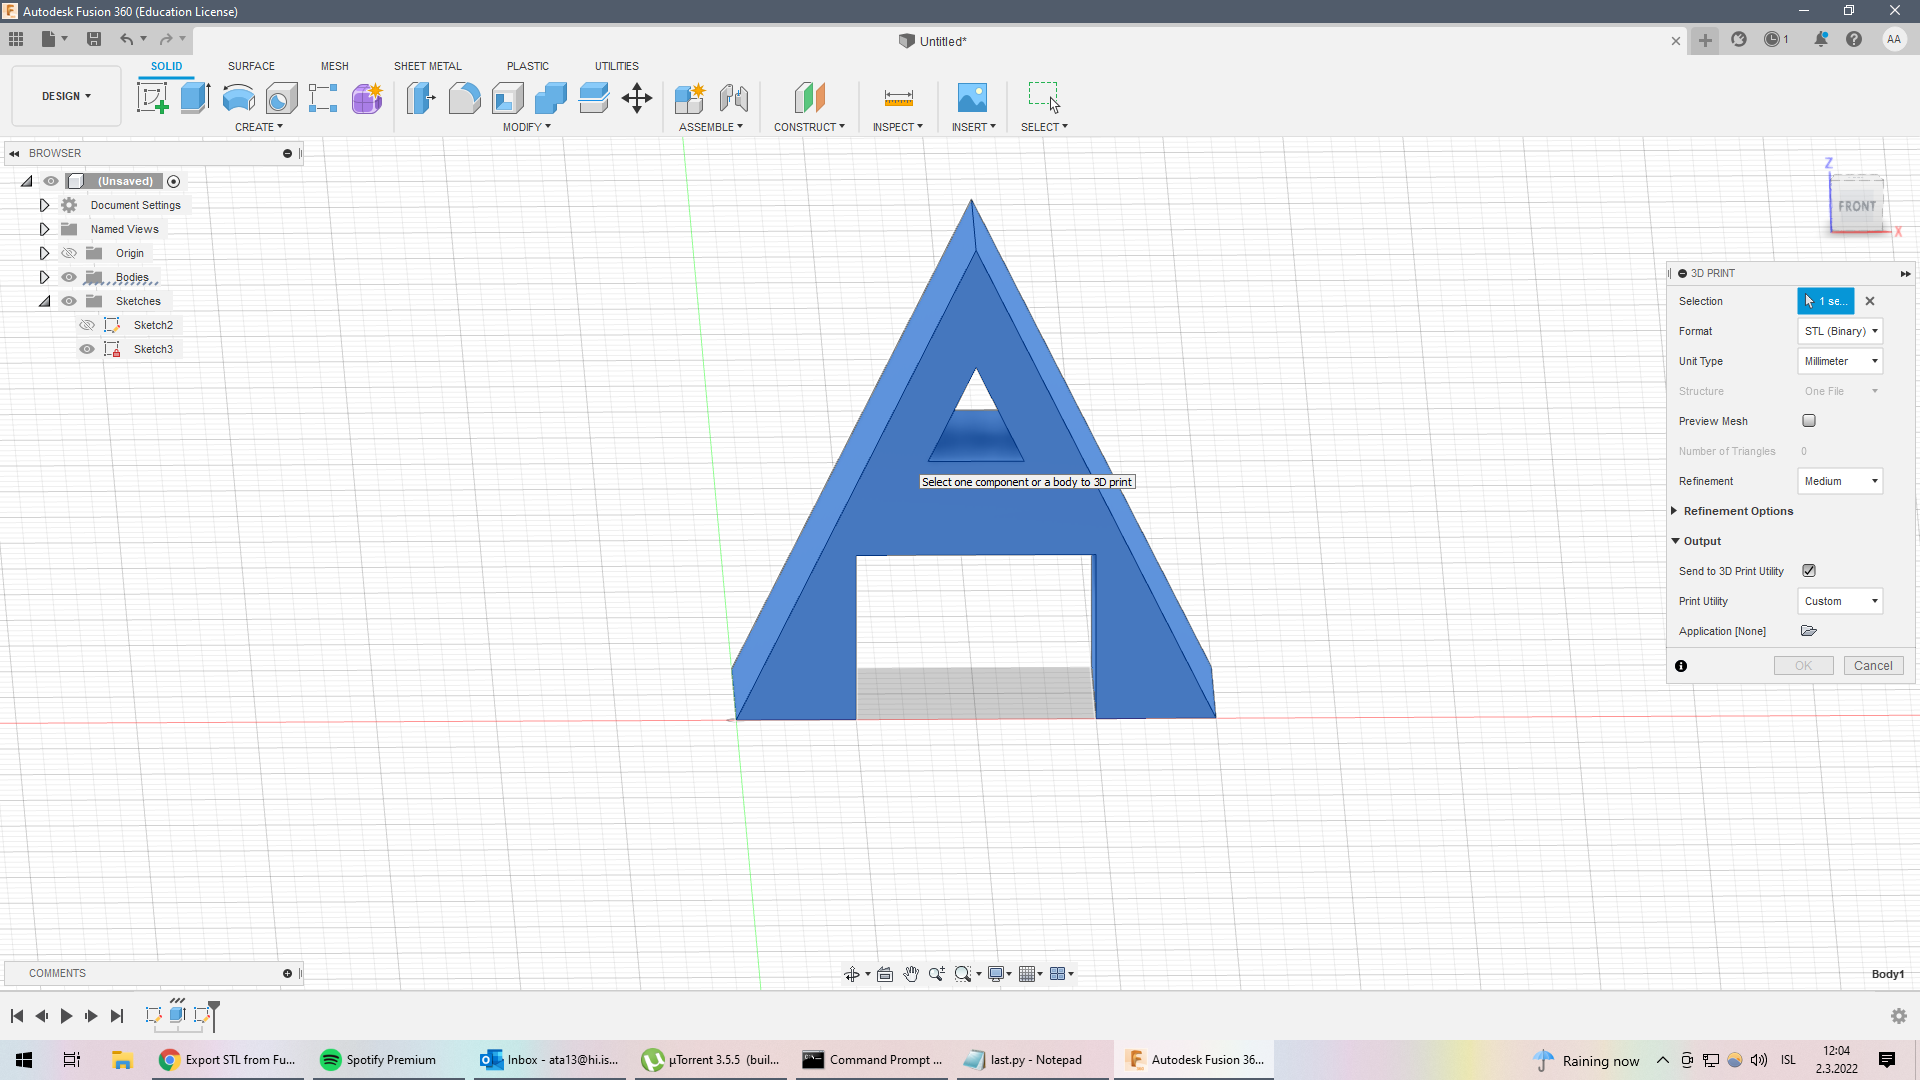 Autodesk Fusion 360 (Education License)
Untitled*
1
AA
DESIGN
SOLID
SURFACE
MESH
SHEET METAL
PLASTIC
UTILITIES
CREATE
MODIFY
ASSEMBLE
CONSTRUCT
INSPECT
INSERT
SELECT
BROWSER
(Unsaved)
Document Settings
Named Views
Origin
Bodies
Sketches
Sketch2
Sketch3
Z
FRONT
X
Select one component or a body to 3D print
3D PRINT
Selection 1 se...
Format STL (Binary)
Unit Type Millimeter
Structure One File
Preview Mesh
Number of Triangles 0
Refinement Medium
Refinement Options
Output
Send to 3D Print Utility
Print Utility Custom
Application [None]
OK Cancel
COMMENTS
Body1
Export STL from Fu...
Spotify Premium
Inbox - ata13@hi.is...
µTorrent 3.5.5 (buil...
Command Prompt ...
last.py - Notepad
Autodesk Fusion 36...
Raining now
ISL
12:04
2.3.2022